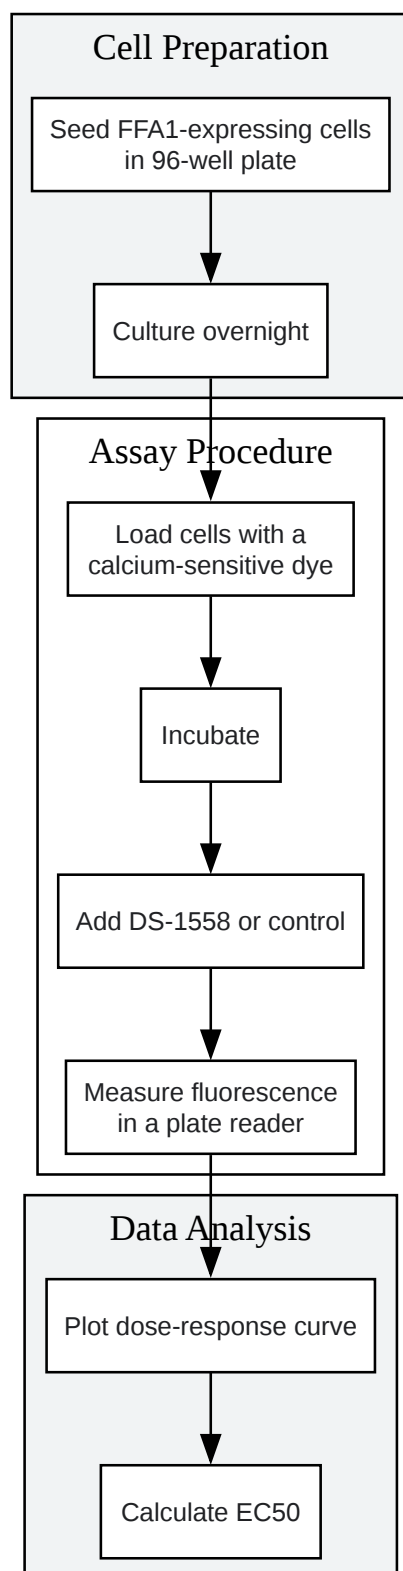 Cell Preparation
Seed FFA1-expressing cells
in 96-well plate
Culture overnight
Assay Procedure
Load cells with a
calcium-sensitive dye
Incubate
Add DS-1558 or control
Measure fluorescence
in a plate reader
Data Analysis
Plot dose-response curve
Calculate EC50